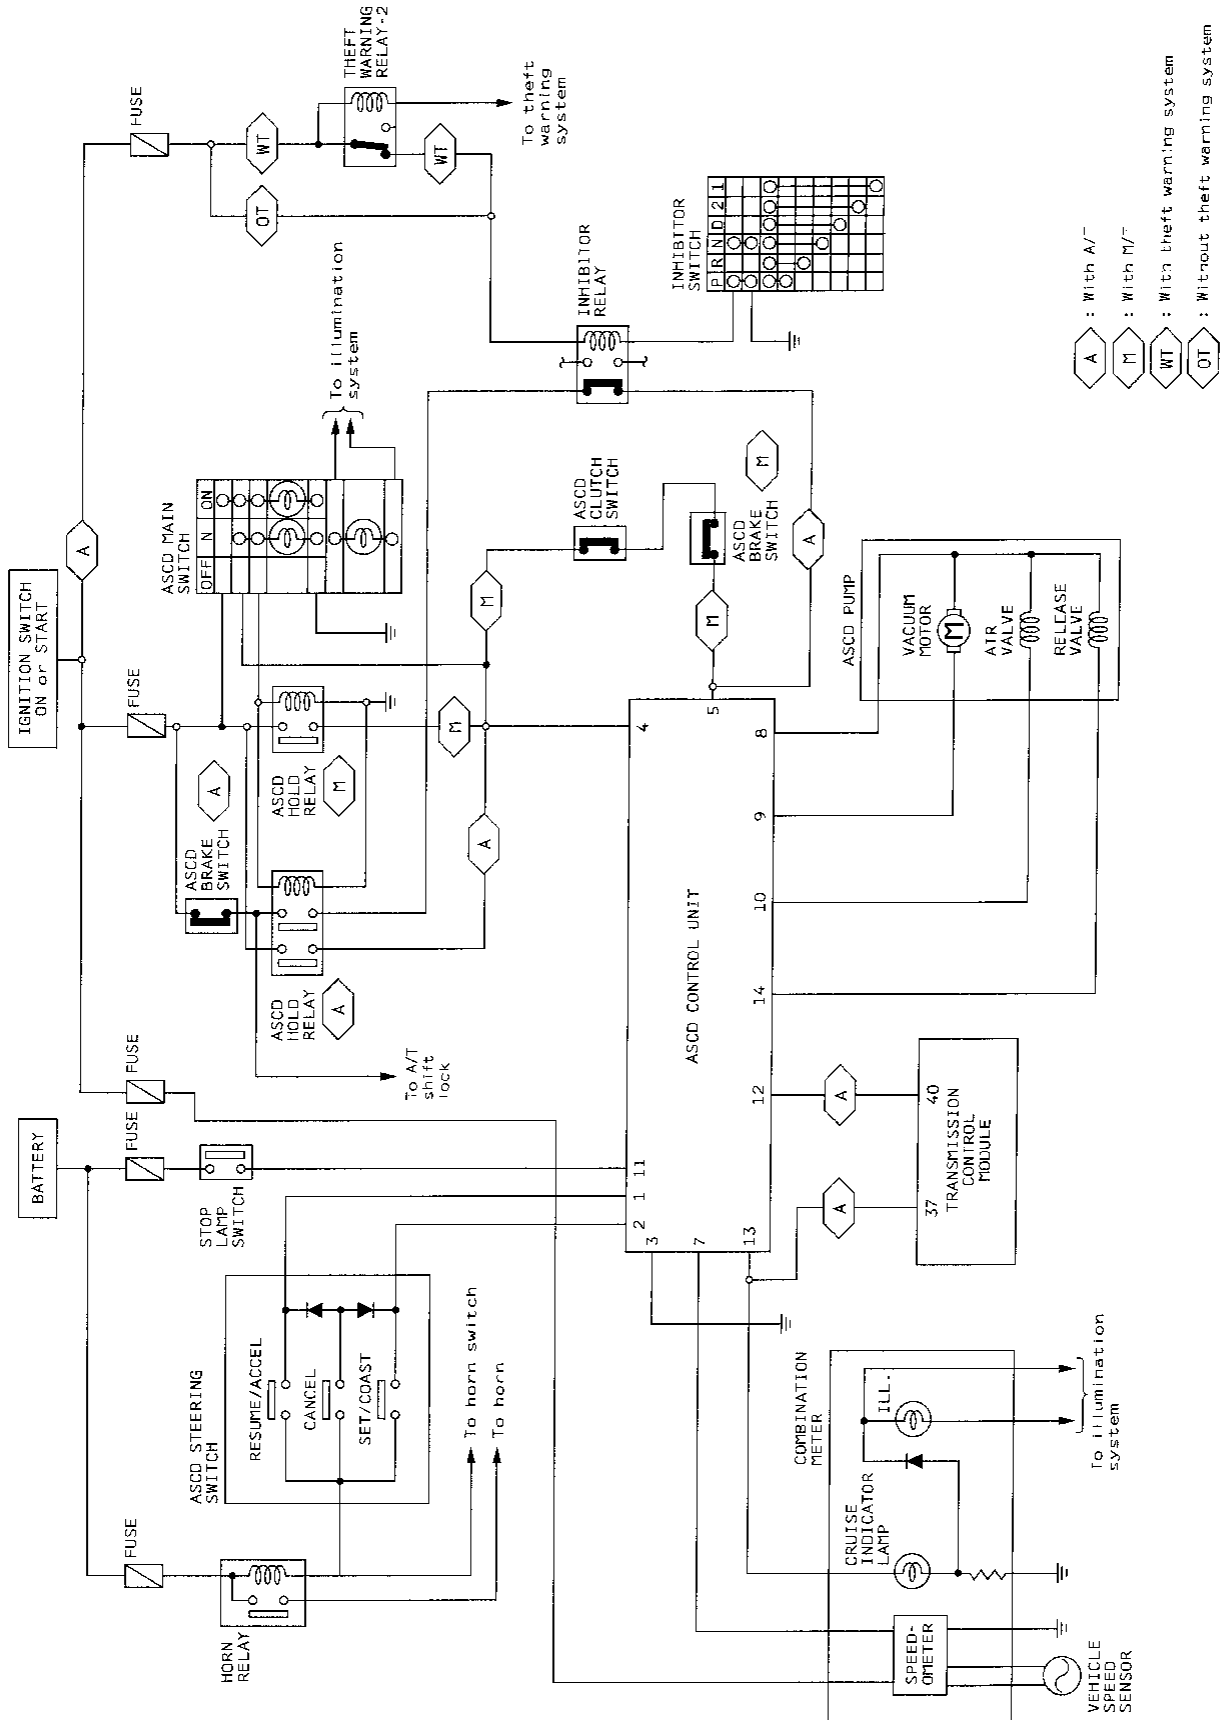 IGNITION SWITCH
ON or START
BATTERY
FUSE
FUSE
FUSE
FUSE
FUSE
A
WT
OT
WT
THEFT
WARNING
RELAY-2
To theft
warning
system
ASCD MAIN
SWITCH
OFF
N
ON
To illumination
system
INHIBITOR
RELAY
INHIBITOR
SWITCH
P
R
N
D
2
1
ASCD
BRAKE
SWITCH
A
ASCD
HOLD
RELAY
M
ASCD
HOLD
RELAY
A
M
A
M
ASCD
CLUTCH
SWITCH
ASCD
BRAKE
SWITCH
M
M
A
To A/T
shift
lock
STOP
LAMP
SWITCH
ASCD STEERING
SWITCH
RESUME/ACCEL
CANCEL
SET/COAST
HORN
RELAY
To horn switch
To horn
ASCD CONTROL UNIT
11
1
2
3
7
13
4
5
8
9
10
14
12
ASCD PUMP
VACUUM
MOTOR
M
AIR
VALVE
RELEASE
VALVE
A
A
40
37
TRANSMISSION
CONTROL
MODULE
COMBINATION
METER
ILL.
CRUISE
INDICATOR
LAMP
To illumination
system
SPEED-
OMETER
VEHICLE
SPEED
SENSOR
A : With A/T
M : With M/T
WT : With theft warning system
OT : Without theft warning system